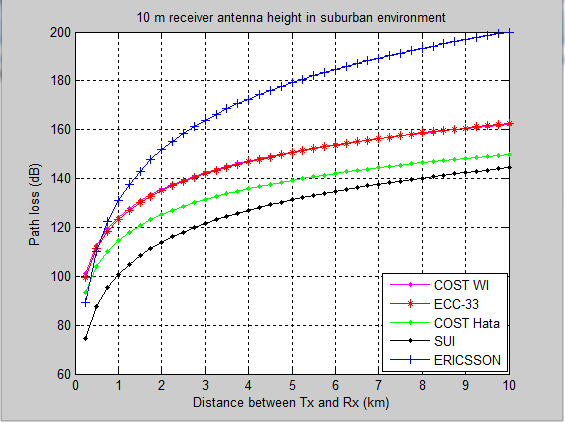 10 m receiver antenna height in suburban environment
200
180
160
140
120
100
80
60
Path loss (dB)
COST WI
ECC-33
COST Hata
SUI
ERICSSON
0 1 2 3 4 5 6 7 8 9 10
Distance between Tx and Rx (km)